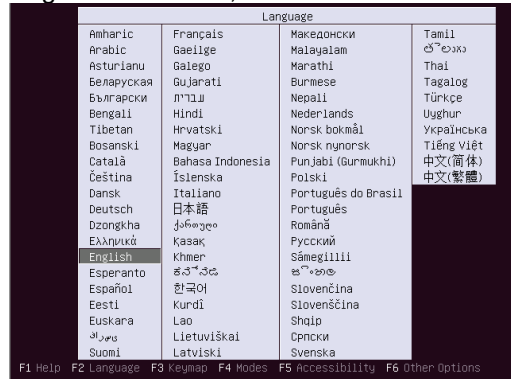 Language
Amharic
Arabic
Asturianu
Беларуская
Български
Bengali
Tibetan
Bosanski
Català
Čeština
Dansk
Deutsch
Dzongkha
Ελληνικά
English
Esperanto
Español
Eesti
Euskara
فارسی
Suomi
Français
Gaeilge
Galego
Gujarati
עברית
Hindi
Hrvatski
Magyar
Bahasa Indonesia
Íslenska
Italiano
日本語
ქართული
Қазақ
Khmer
ಕನ್ನಡ
한국어
Kurdî
Lao
Lietuviškai
Latviski
Македонски
Malayalam
Marathi
Burmese
Nepali
Nederlands
Norsk bokmål
Norsk nynorsk
Punjabi (Gurmukhi)
Polski
Português do Brasil
Português
Română
Русский
Sámegillii
සිංහල
Slovenčina
Slovenščina
Shqip
Српски
Svenska
Tamil
తెలుగు
Thai
Tagalog
Türkçe
Uyghur
Українська
Tiếng Việt
中文(简体)
中文(繁體)
F1 Help F2 Language F3 Keymap F4 Modes F5 Accessibility F6 Other Options